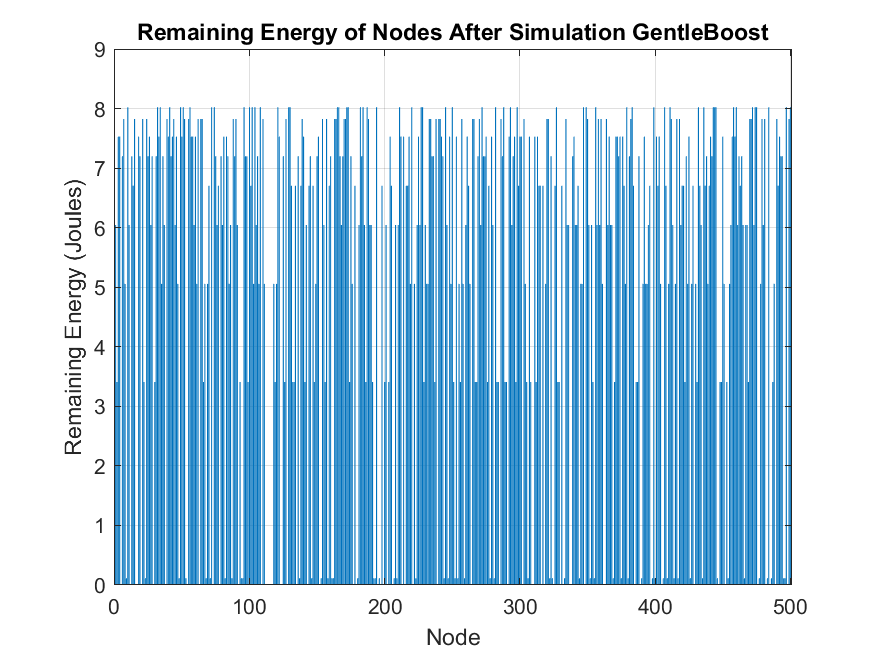 Remaining Energy of Nodes After Simulation GentleBoost
Remaining Energy (Joules)
9
8
7
6
5
4
3
2
1
0
0 100 200 300 400 500
Node